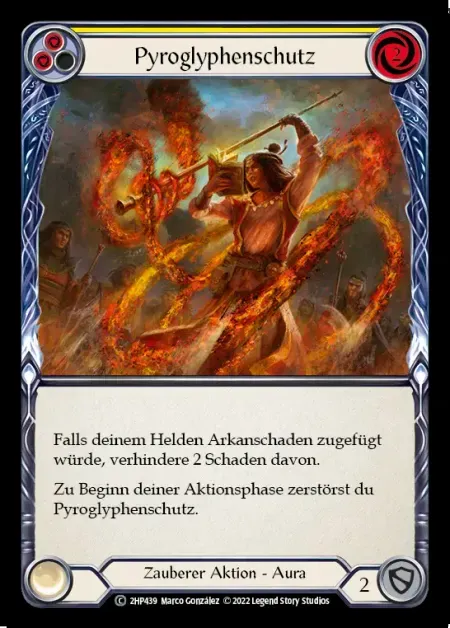 Pyroglyphenschutz
2
Falls deinem Helden Arkanschaden zugefügt
würde, verhindere 2 Schaden davon.
Zu Beginn deiner Aktionsphase zerstörst du
Pyroglyphenschutz.
Zauberer Aktion - Aura
2
C 2HP439 Marco González © 2022 Legend Story Studios